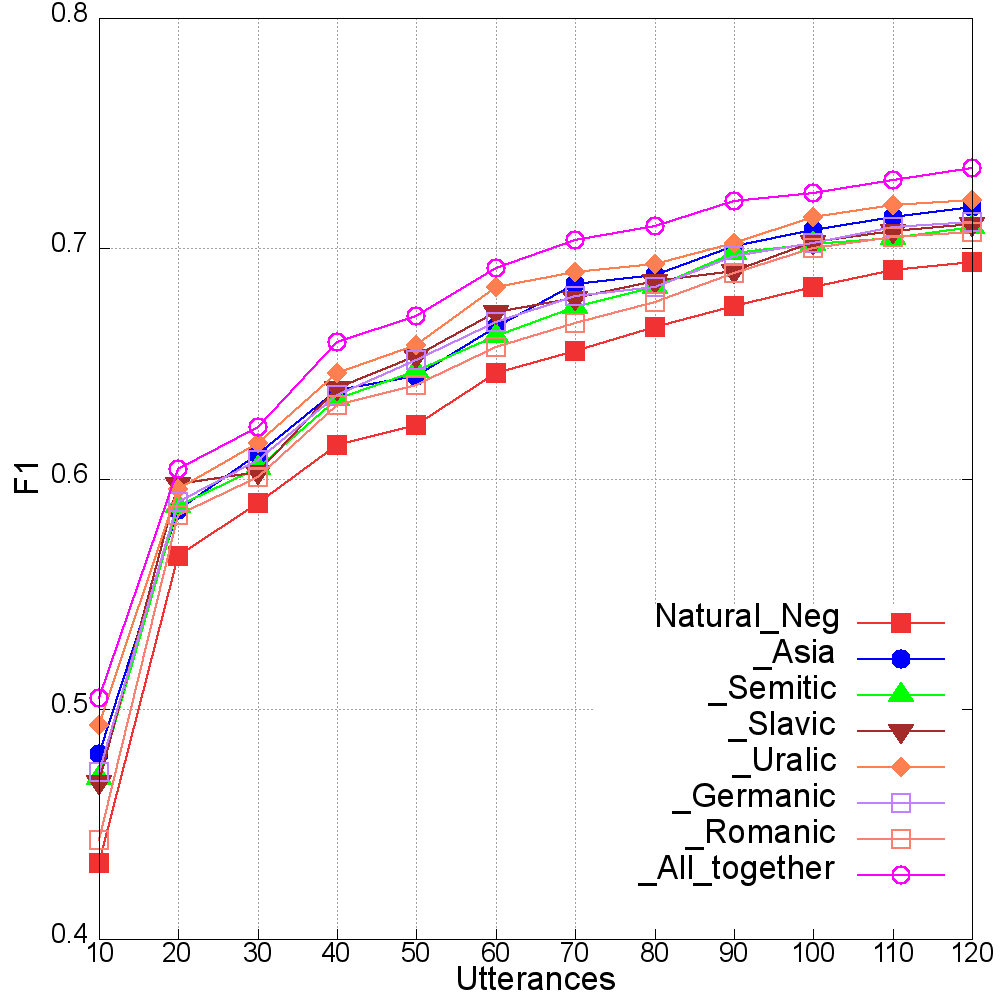 0.8
0.7
0.6
0.5
0.4
F1
Natural_Neg
_Asia
_Semitic
_Slavic
_Uralic
_Germanic
_Romanic
_All_together
10 20 30 40 50 60 70 80 90 100 110 120
Utterances